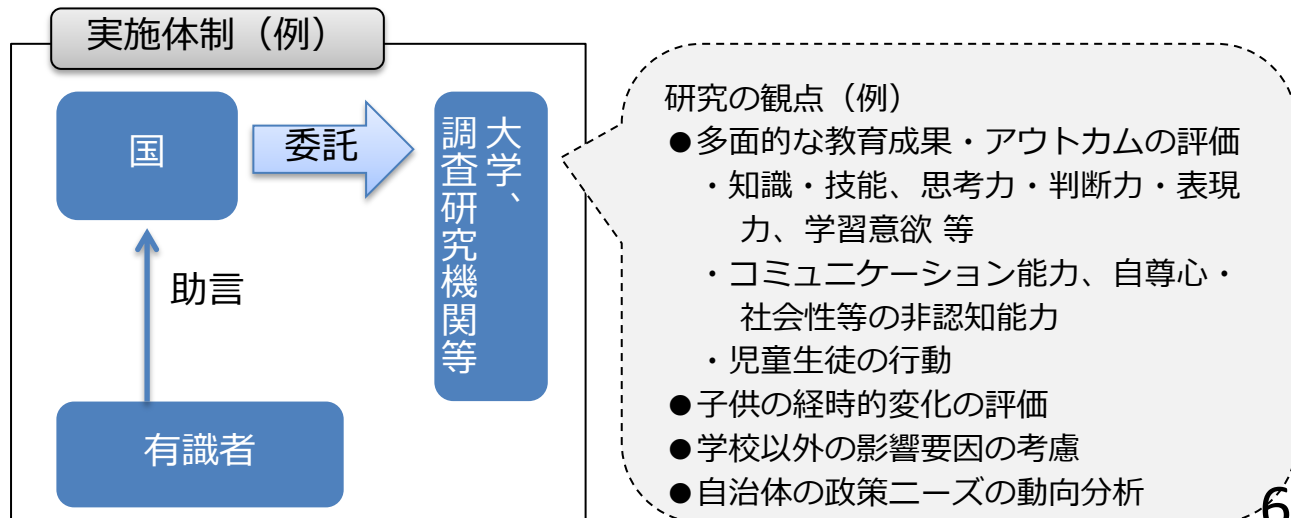 実施体制（例）
国
委託
大学、
調査研究機関等
助言
有識者
研究の観点（例）
●多面的な教育成果・アウトカムの評価
・知識・技能、思考力・判断力・表現
力、学習意欲 等
・コミュニケーション能力、自尊心・
社会性等の非認知能力
・児童生徒の行動
●子供の経時的変化の評価
●学校以外の影響要因の考慮
●自治体の政策ニーズの動向分析
6